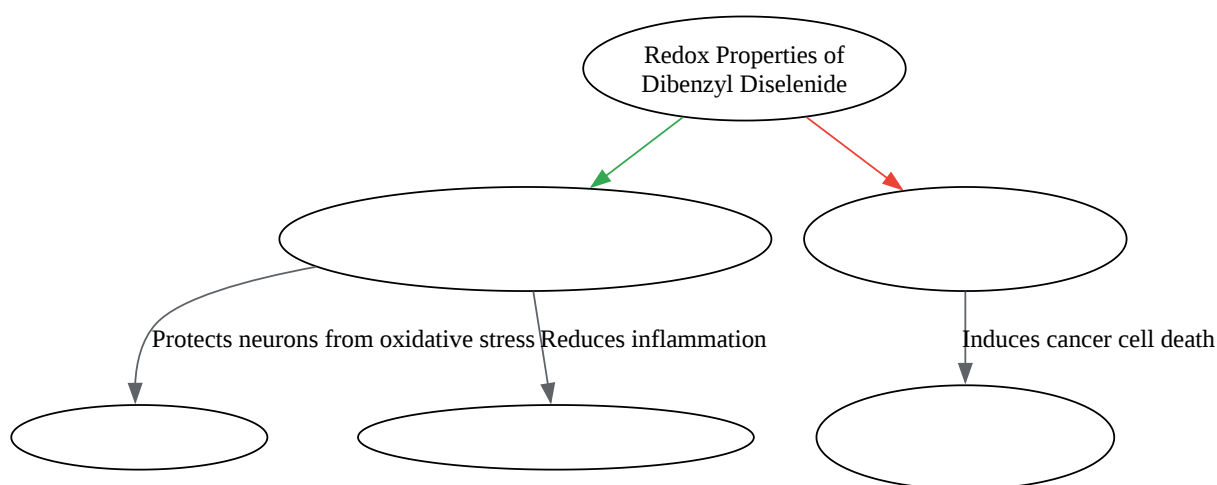 Redox Properties of
Dibenzyl Diselenide
Protects neurons from oxidative stress
Reduces inflammation
Induces cancer cell death